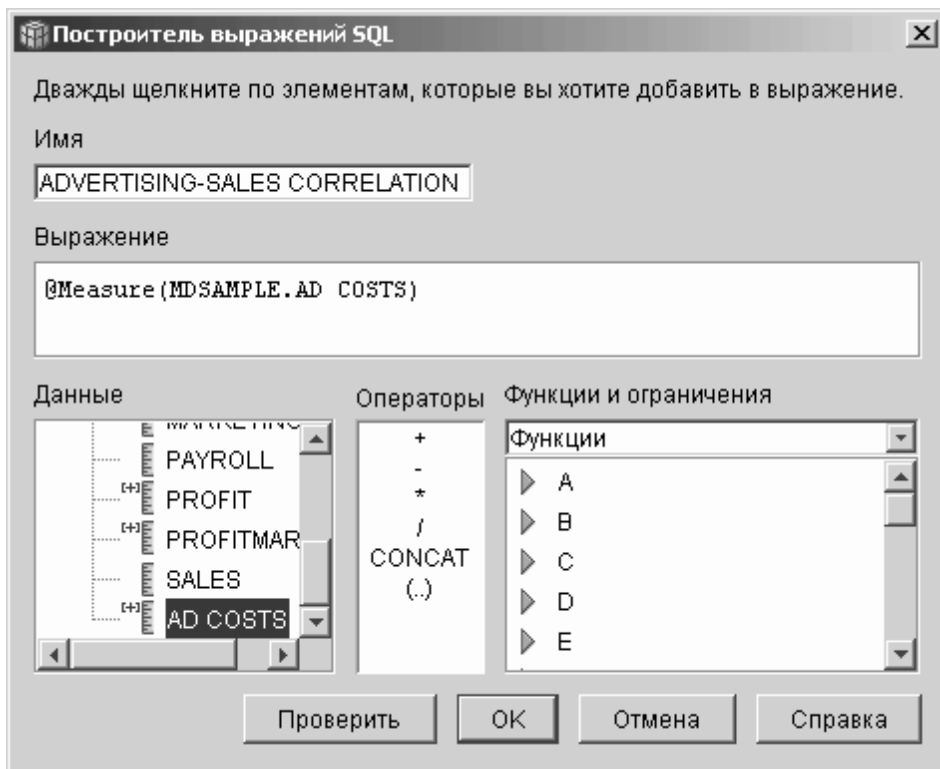 Построитель выражений SQL
Дважды щелкните по элементам, которые вы хотите добавить в выражение.
Имя
ADVERTISING-SALES CORRELATION
Выражение
@Measure(MDSAMPLE.AD COSTS)
Данные
Операторы
Функции и ограничения
PAYROLL
PROFIT
PROFITMAR
SALES
AD COSTS
+
-
*
/
CONCAT
(..)
Функции
A
B
C
D
E
Проверить
OK
Отмена
Справка